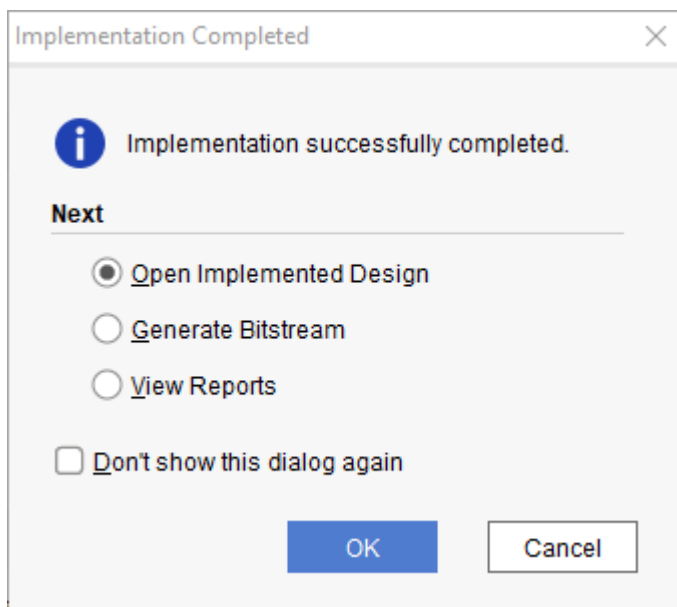 Implementation Completed
Implementation successfully completed.
Next
Open Implemented Design
Generate Bitstream
View Reports
Don't show this dialog again
OK
Cancel